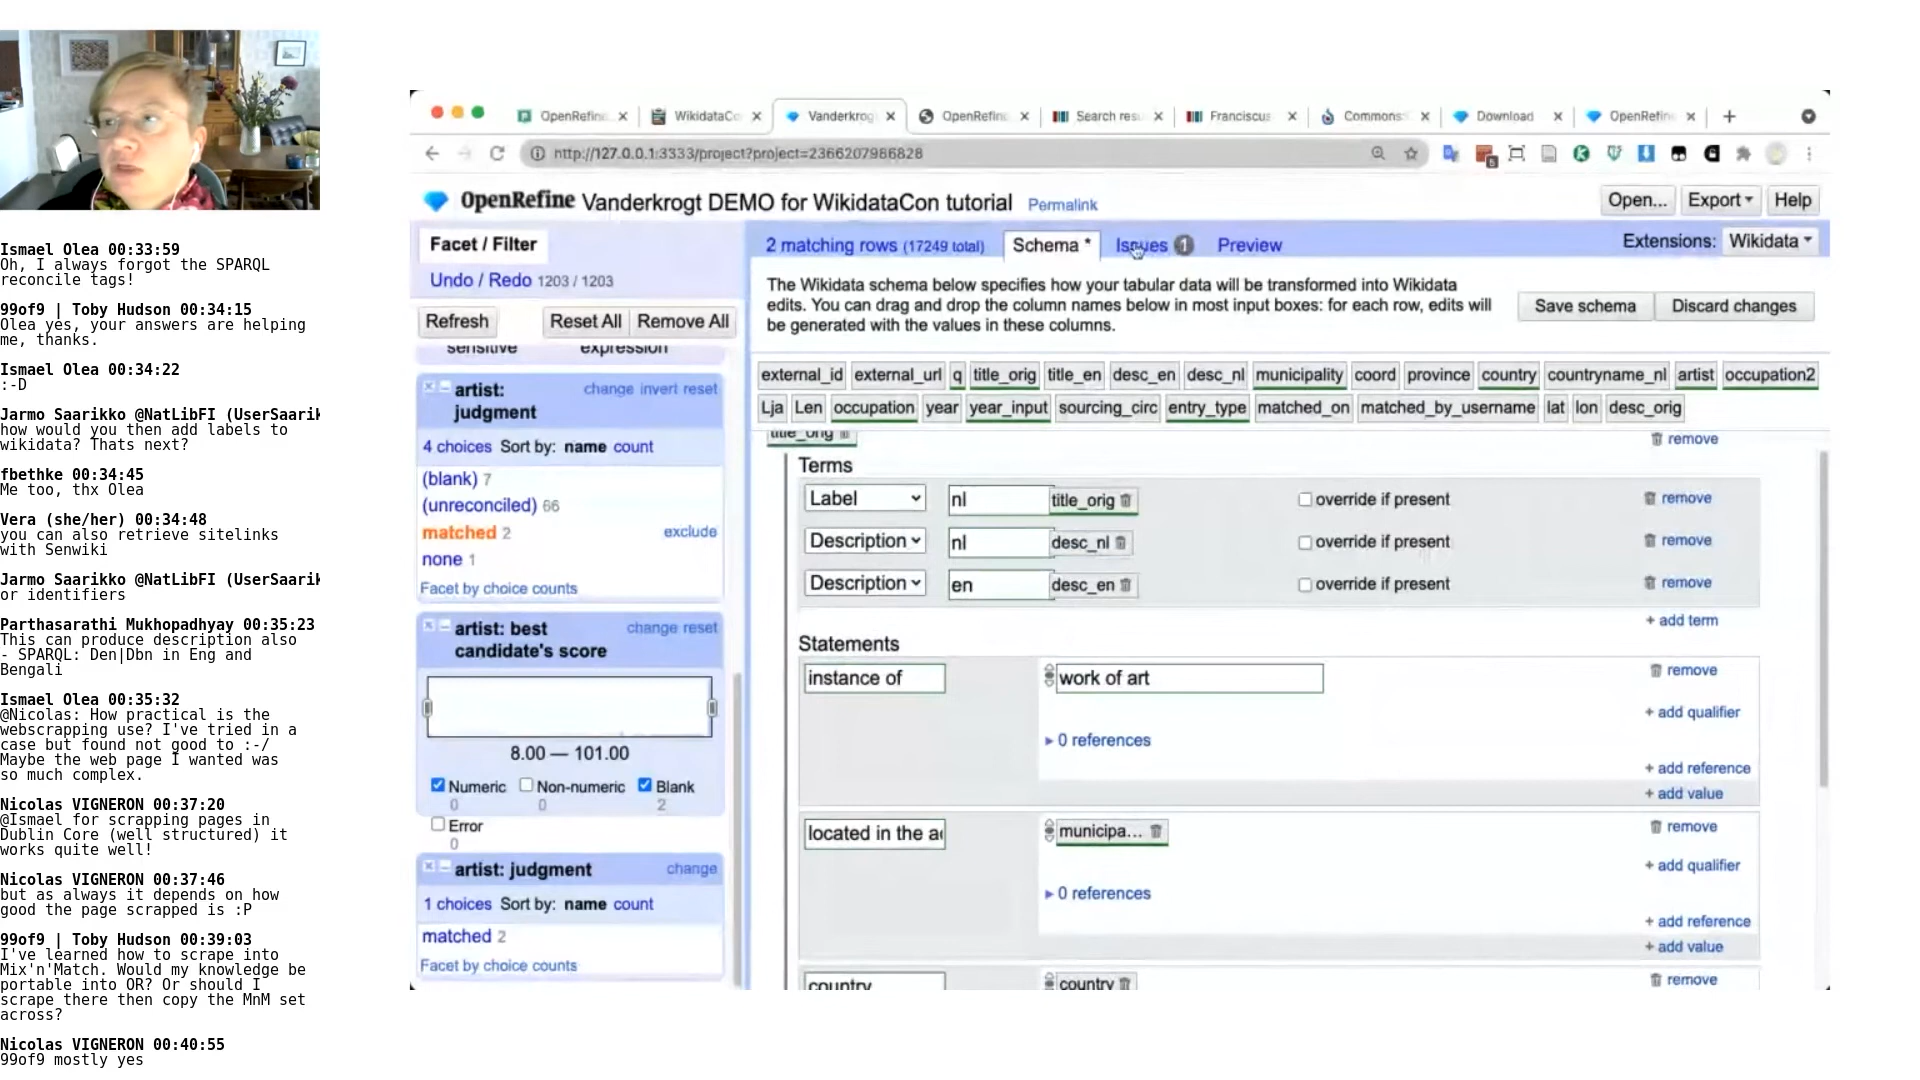 Ismael Olea 00:33:59
Oh, I always forgot the SPARQL
reconcile tags!
99of9 | Toby Hudson 00:34:15
Olea yes, your answers are helping
me, thanks.
Ismael Olea 00:34:22
:-D
Jarmo Saarikko @NatLibFI (UserSaarik
how would you then add labels to
wikidata? Thats next?
fbethke 00:34:45
Me too, thx Olea
Vera (she/her) 00:34:48
you can also retrieve sitelinks
with Senwiki
Jarmo Saarikko @NatLibFI (UserSaarik
or identifiers
Parthasarathi Mukhopadhyay 00:35:23
This can produce description also
- SPARQL: Den|Dbn in Eng and
Bengali
Ismael Olea 00:35:32
@Nicolas: How practical is the
webscrapping use? I've tried in a
case but found not good to :-/
Maybe the web page I wanted was
so much complex.
Nicolas VIGNERON 00:37:20
@Ismael for scrapping pages in
Dublin Core (well structured) it
works quite well!
Nicolas VIGNERON 00:37:46
but as always it depends on how
good the page scrapped is :P
99of9 | Toby Hudson 00:39:03
I've learned how to scrape into
Mix'n'Match. Would my knowledge be
portable into OR? Or should I
scrape there then copy the MnM set
across?
Nicolas VIGNERON 00:40:55
99of9 mostly yes
OpenRefine WikidataCo Vanderkrog OpenRefine Search res Franciscus Commons: Download OpenRefine
http://127.0.0.1:3333/project?project=2366207986828
OpenRefine Vanderkrogt DEMO for WikidataCon tutorial Permalink
Open... Export Help
Facet / Filter
Undo / Redo 1203 / 1203
Refresh Reset All Remove All
sensitive expression
artist: judgment change invert reset
4 choices Sort by: name count
(blank) 7
(unreconciled) 66
matched 2 exclude
none 1
Facet by choice counts
artist: best candidate's score change reset
8.00 — 101.00
Numeric Non-numeric Blank
0 0 2
Error
0
artist: judgment change
1 choices Sort by: name count
matched 2
Facet by choice counts
2 matching rows (17249 total) Schema * Issues 1 Preview
Extensions: Wikidata
The Wikidata schema below specifies how your tabular data will be transformed into Wikidata
edits. You can drag and drop the column names below in most input boxes: for each row, edits will
be generated with the values in these columns.
Save schema Discard changes
external_id external_url q title_orig title_en desc_en desc_nl municipality coord province country countryname_nl artist occupation2
Lja Len occupation year year_input sourcing_circ entry_type matched_on matched_by_username lat lon desc_orig
title_orig remove
Terms
Label nl title_orig override if present remove
Description nl desc_nl override if present remove
Description en desc_en override if present remove
+ add term
Statements
instance of work of art remove
+ add qualifier
0 references
+ add reference
+ add value
located in the a municipa... remove
+ add qualifier
0 references
+ add reference
+ add value
country country remove